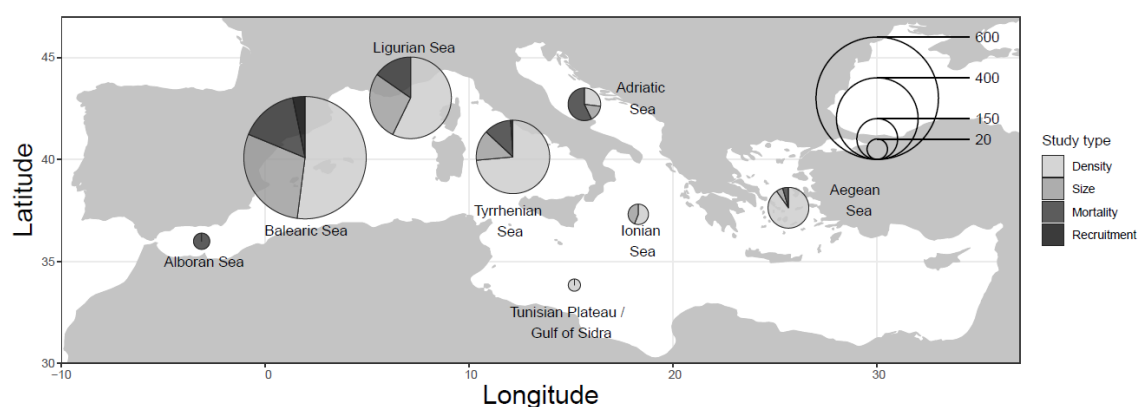 Latitude
45
40
35
30
−10
0
10
20
30
Longitude
Ligurian Sea
Adriatic
Sea
Balearic Sea
Tyrrhenian
Sea
Ionian
Sea
Aegean
Sea
Alboran Sea
Tunisian Plateau /
Gulf of Sidra
600
400
150
20
Study type
Density
Size
Mortality
Recruitment